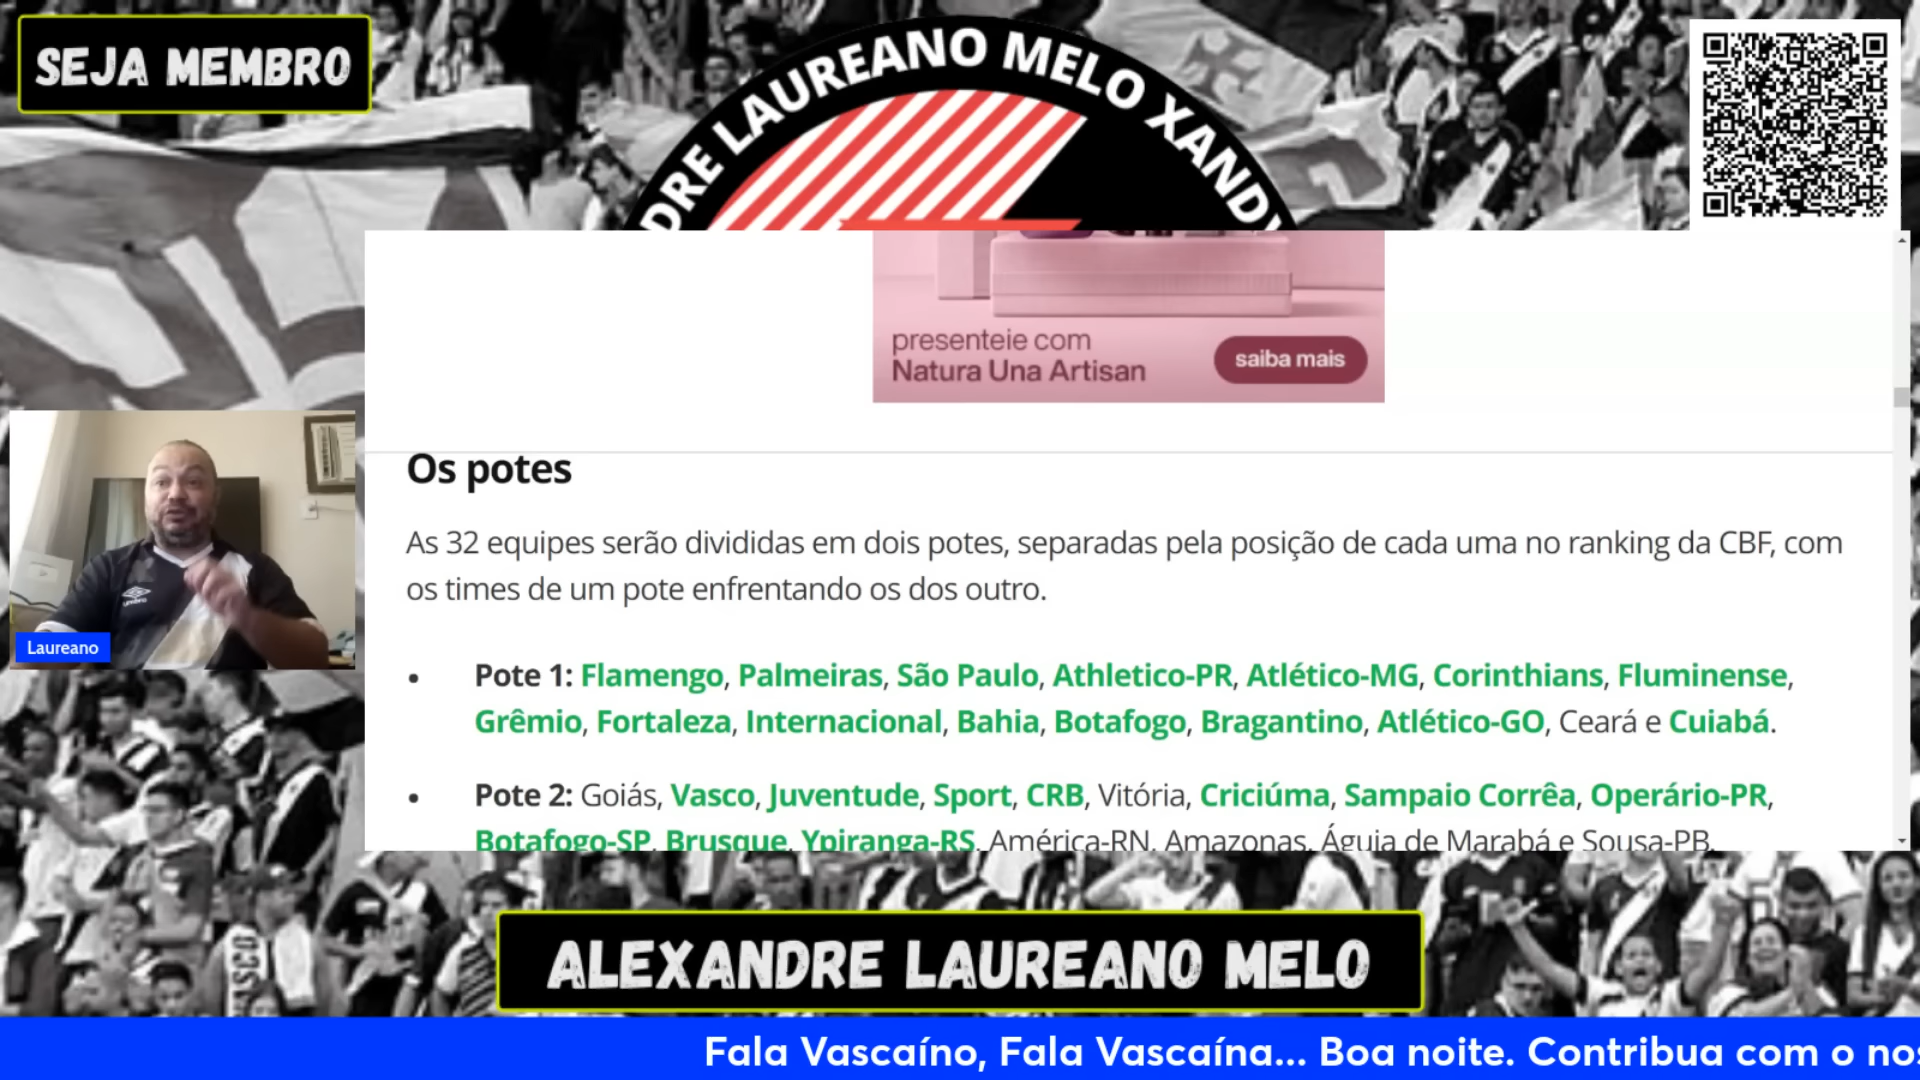 SEJA MEMBRO
DRE LAUREANO MELO XANDY
presenteie com
Natura Una Artisan
saiba mais
Os potes
As 32 equipes serão divididas em dois potes, separadas pela posição de cada uma no ranking da CBF, com
os times de um pote enfrentando os dos outro.
• Pote 1: Flamengo, Palmeiras, São Paulo, Athletico-PR, Atlético-MG, Corinthians, Fluminense,
Grêmio, Fortaleza, Internacional, Bahia, Botafogo, Bragantino, Atlético-GO, Ceará e Cuiabá.
• Pote 2: Goiás, Vasco, Juventude, Sport, CRB, Vitória, Criciúma, Sampaio Corrêa, Operário-PR,
Botafogo-SP, Brusque, Ypiranga-RS, América-RN, Amazonas, Águia de Marabá e Sousa-PB.
umbro
Laureano
VASCO
ALEXANDRE LAUREANO MELO
Fala Vascaíno, Fala Vascaína... Boa noite. Contribua com o nos